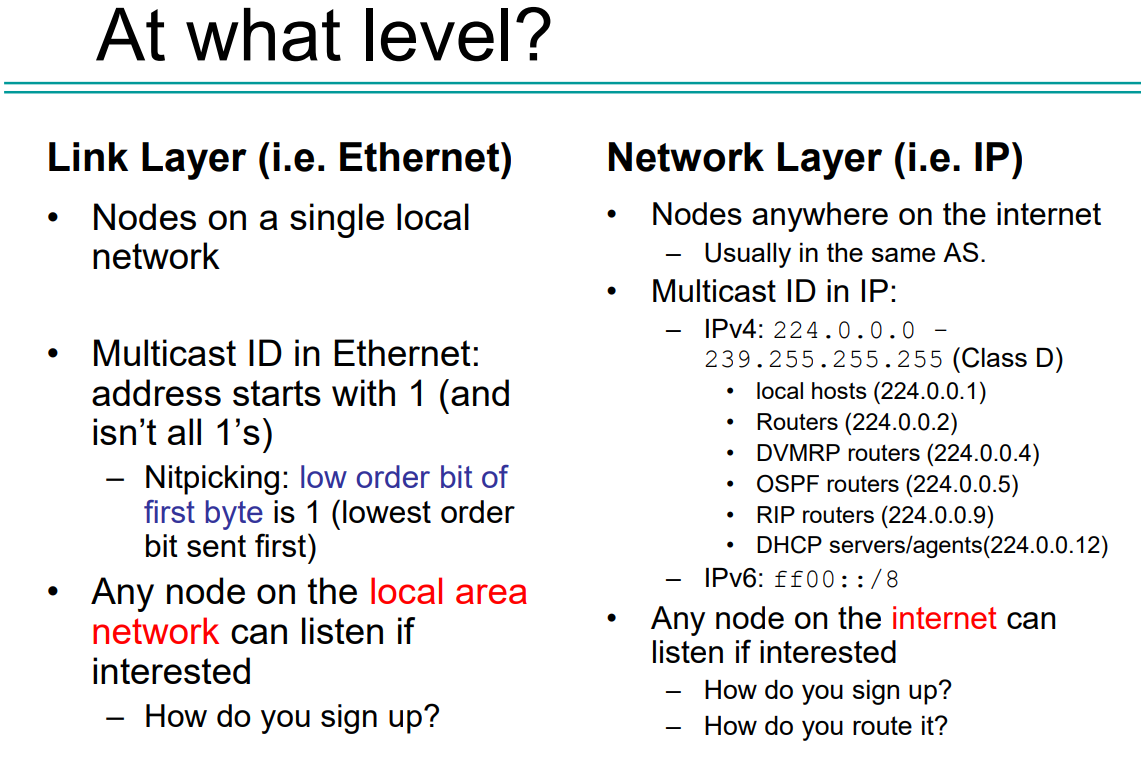 At what level?
Link Layer (i.e. Ethernet)
• Nodes on a single local
network
• Multicast ID in Ethernet:
address starts with 1 (and
isn’t all 1’s)
– Nitpicking: low order bit of
first byte is 1 (lowest order
bit sent first)
• Any node on the local area
network can listen if
interested
– How do you sign up?
Network Layer (i.e. IP)
• Nodes anywhere on the internet
– Usually in the same AS.
• Multicast ID in IP:
– IPv4: 224.0.0.0 –
239.255.255.255 (Class D)
• local hosts (224.0.0.1)
• Routers (224.0.0.2)
• DVMRP routers (224.0.0.4)
• OSPF routers (224.0.0.5)
• RIP routers (224.0.0.9)
• DHCP servers/agents(224.0.0.12)
– IPv6: ff00::/8
• Any node on the internet can
listen if interested
– How do you sign up?
– How do you route it?